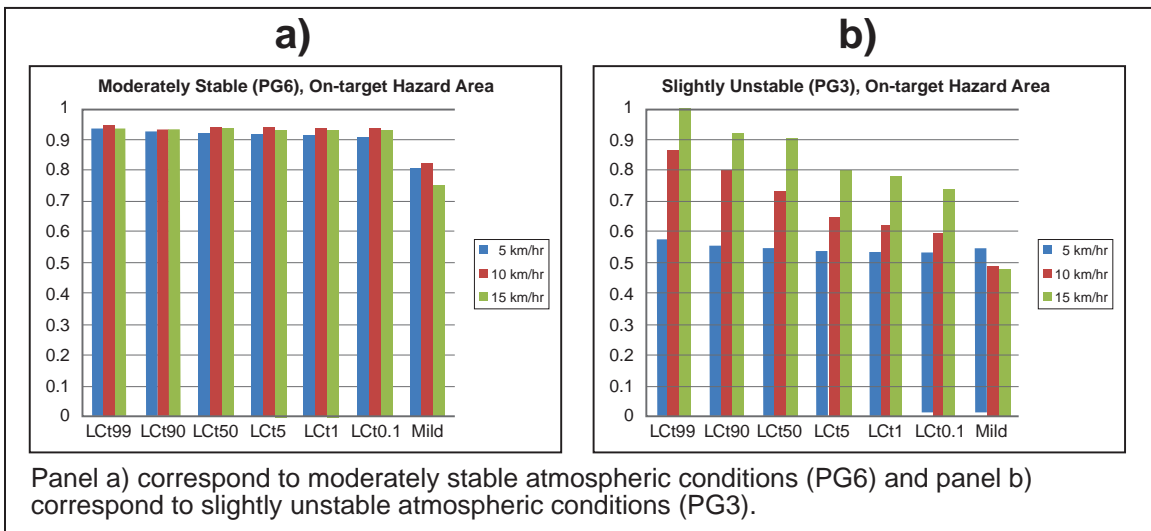 a)
b)
Moderately Stable (PG6), On-target Hazard Area
1
0.9
0.8
0.7
0.6
0.5
0.4
0.3
0.2
0.1
0
LCt99 LCt90 LCt50 LCt5 LCt1 LCt0.1 Mild
5 km/hr
10 km/hr
15 km/hr
Slightly Unstable (PG3), On-target Hazard Area
1
0.9
0.8
0.7
0.6
0.5
0.4
0.3
0.2
0.1
0
LCt99 LCt90 LCt50 LCt5 LCt1 LCt0.1 Mild
5 km/hr
10 km/hr
15 km/hr
Panel a) correspond to moderately stable atmospheric conditions (PG6) and panel b)
correspond to slightly unstable atmospheric conditions (PG3).